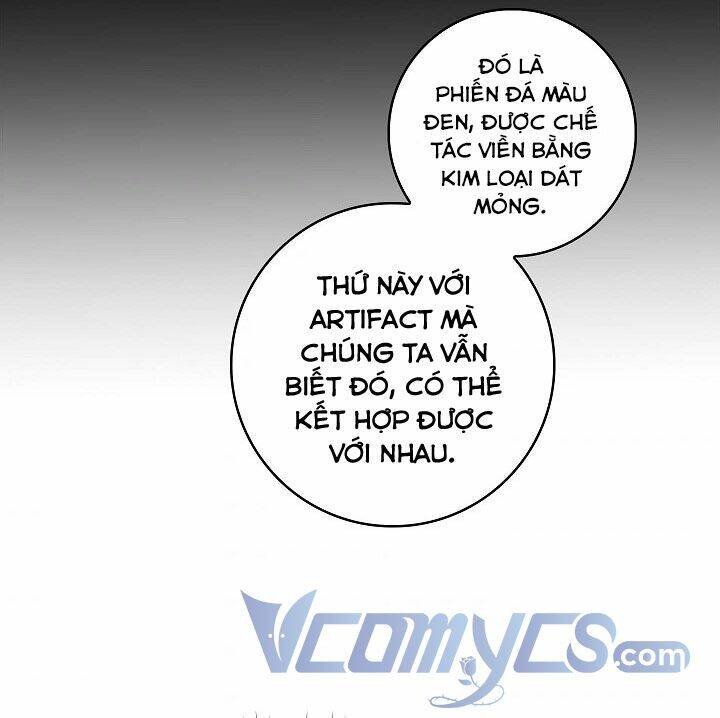 ĐÓ LÀ
PHIẾN ĐÁ MÀU
ĐEN, ĐƯỢC CHẾ
TÁC VIỀN BẰNG
KIM LOẠI DÁT
MỎNG.
THỨ NÀY VỚI
ARTIFACT MÀ
CHÚNG TA VẪN
BIẾT ĐÓ, CÓ THỂ
KẾT HỢP ĐƯỢC
VỚI NHAU.
VCOMYCS.com